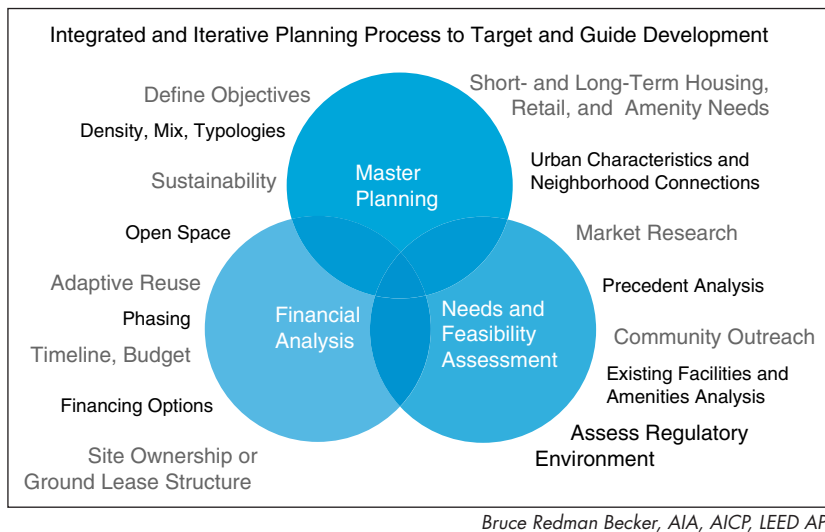 Integrated and Iterative Planning Process to Target and Guide Development
Define Objectives
Density, Mix, Typologies
Sustainability
Open Space
Adaptive Reuse
Phasing
Timeline, Budget
Financing Options
Site Ownership or
Ground Lease Structure
Master
Planning
Financial
Analysis
Needs and
Feasibility
Assessment
Short- and Long-Term Housing,
Retail, and Amenity Needs
Urban Characteristics and
Neighborhood Connections
Market Research
Precedent Analysis
Community Outreach
Existing Facilities and
Amenities Analysis
Assess Regulatory
Environment
Bruce Redman Becker, AIA, AICP, LEED AP